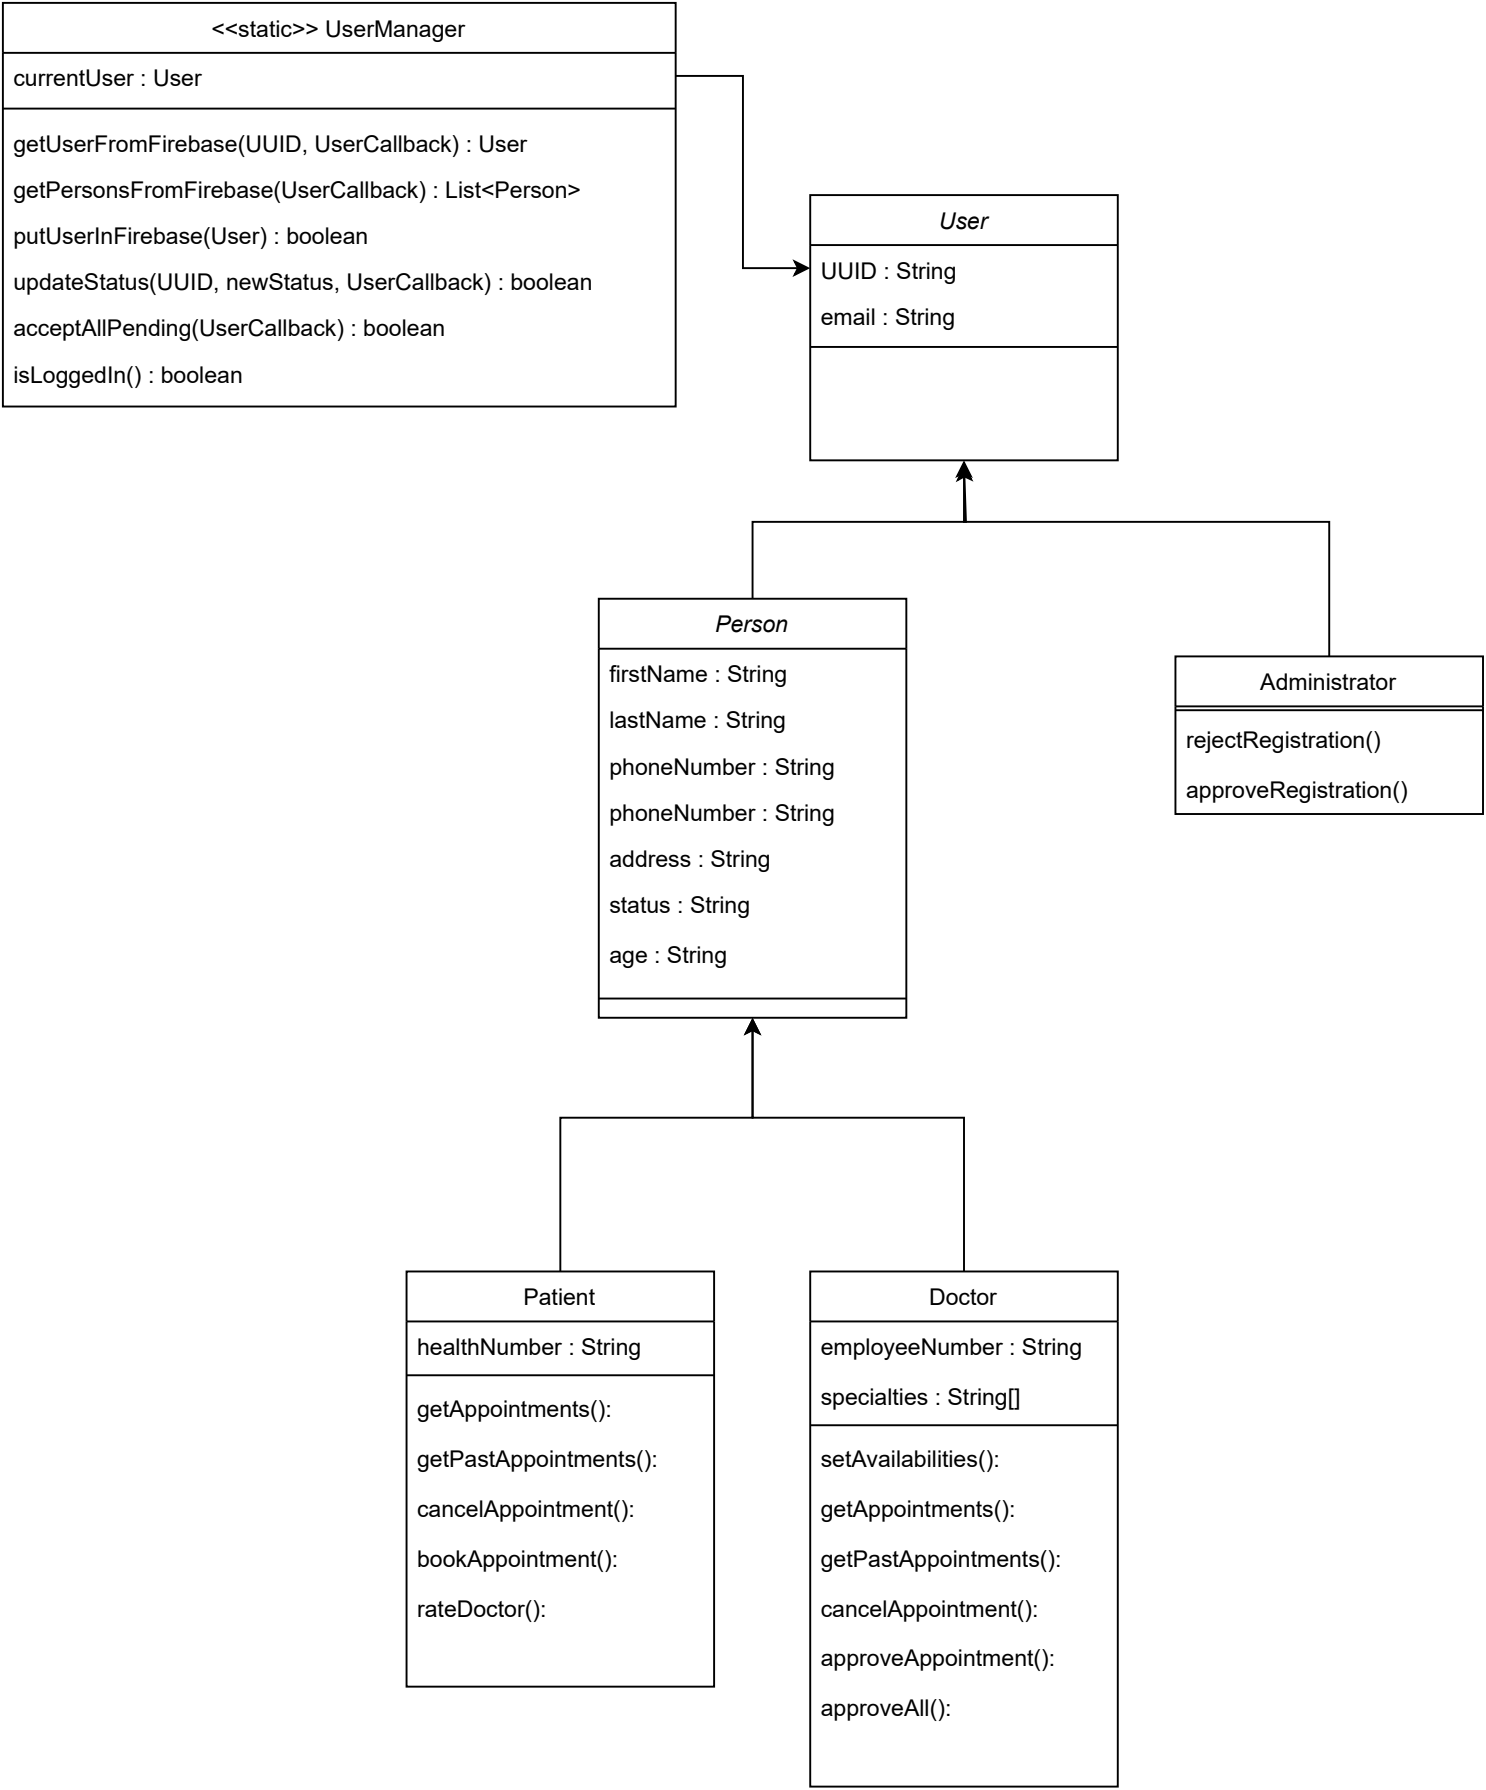 <<static>> UserManager
currentUser : User
getUserFromFirebase(UUID, UserCallback) : User
getPersonsFromFirebase(UserCallback) : List<Person>
putUserInFirebase(User) : boolean
updateStatus(UUID, newStatus, UserCallback) : boolean
acceptAllPending(UserCallback) : boolean
isLoggedIn() : boolean
User
UUID : String
email : String
Person
firstName : String
lastName : String
phoneNumber : String
phoneNumber : String
address : String
status : String
age : String
Administrator
rejectRegistration()
approveRegistration()
Patient
healthNumber : String
getAppointments():
getPastAppointments():
cancelAppointment():
bookAppointment():
rateDoctor():
Doctor
employeeNumber : String
specialties : String[]
setAvailabilities():
getAppointments():
getPastAppointments():
cancelAppointment():
approveAppointment():
approveAll():